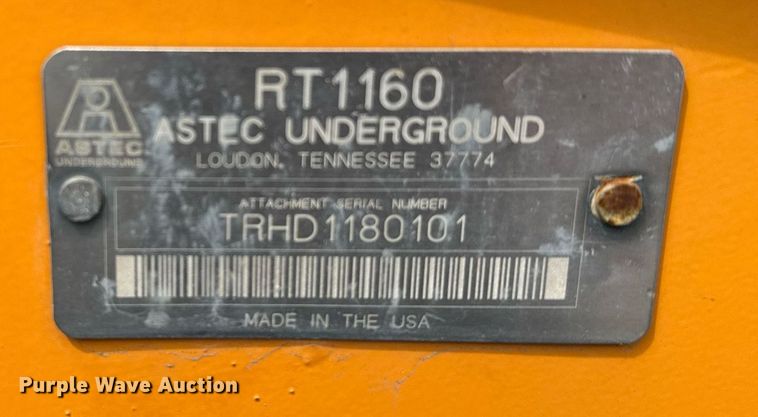 RT1160
ASTEC UNDERGROUND
LOUDON, TENNESSEE 37774
ASTEC
UNDERGROUND
ATTACHMENT SERIAL NUMBER
TRHD1180101
MADE IN THE USA
Purple Wave Auction